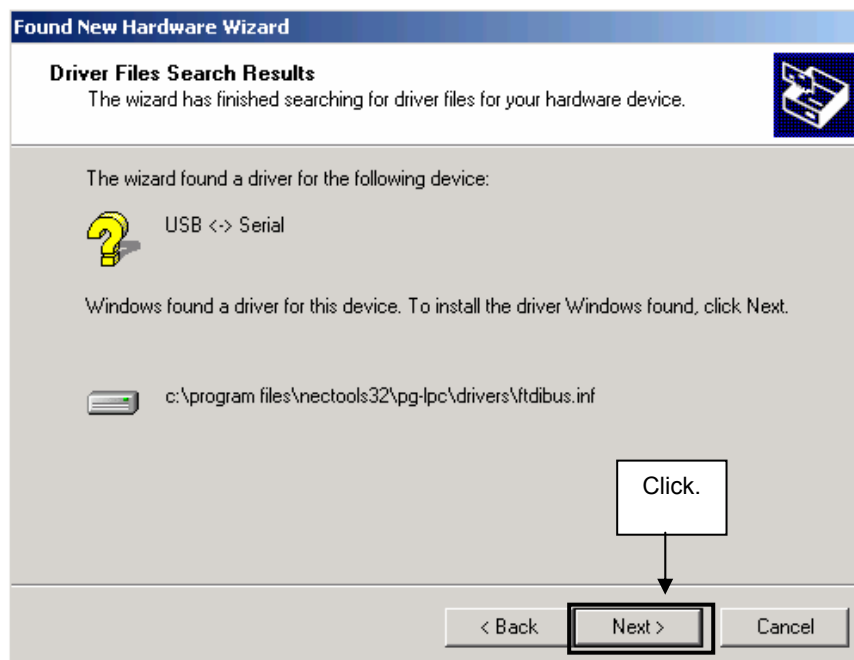 Found New Hardware Wizard
Driver Files Search Results
The wizard has finished searching for driver files for your hardware device.
The wizard found a driver for the following device:
USB <-> Serial
Windows found a driver for this device. To install the driver Windows found, click Next.
c:\program files\nectools32\pg-lpc\drivers\ftdibus.inf
Click.
< Back
Next >
Cancel